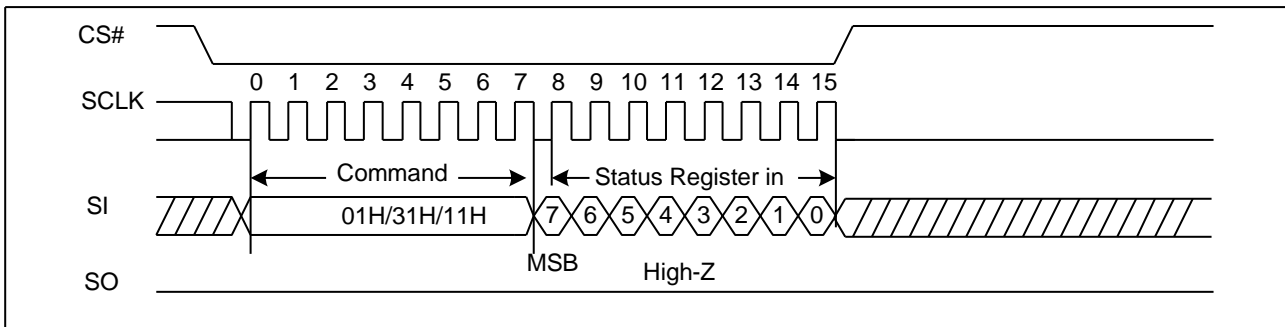 CS#
0 1 2 3 4 5 6 7 8 9 10 11 12 13 14 15
SCLK
Command Status Register in
SI 01H/31H/11H 7 6 5 4 3 2 1 0
MSB High-Z
SO